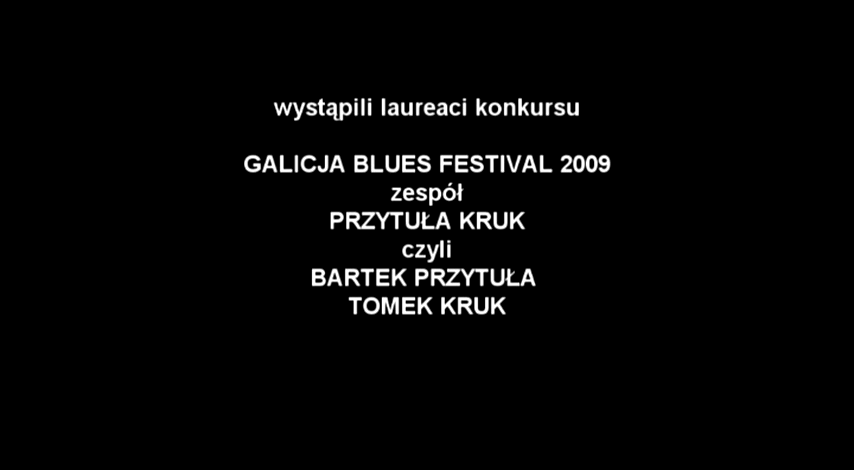 wystąpili laureaci konkursu
GALICJA BLUES FESTIVAL 2009
zespół
PRZYTUŁA KRUK
czyli
BARTEK PRZYTUŁA
TOMEK KRUK